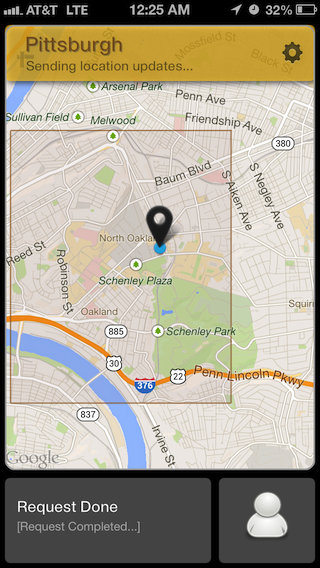 AT&T LTE 12:25 AM 32%
Pittsburgh
Sending location updates...
Mossfield St
Black St
Arsenal Park
Penn Ave
Sullivan Field
Melwood
Friendship Ave
380
Baum Blvd
S Aiken Ave
S Negley Ave
North Oakland
Reed St
Robinson St
Schenley Plaza
Oakland
Squir
885
Schenley Park
30
376
22
Penn-Lincoln Pkwy
837
Irvine St
Google
Request Done
[Request Completed...]